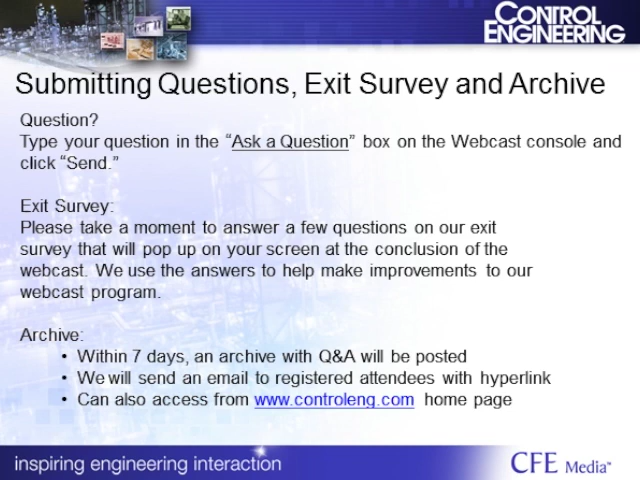 CONTROL
ENGINEERING
Submitting Questions, Exit Survey and Archive
Question?
Type your question in the “Ask a Question” box on the Webcast console and
click “Send.”
Exit Survey:
Please take a moment to answer a few questions on our exit
survey that will pop up on your screen at the conclusion of the
webcast. We use the answers to help make improvements to our
webcast program.
Archive:
• Within 7 days, an archive with Q&A will be posted
• We will send an email to registered attendees with hyperlink
• Can also access from www.controleng.com home page
inspiring engineering interaction
CFE Media™